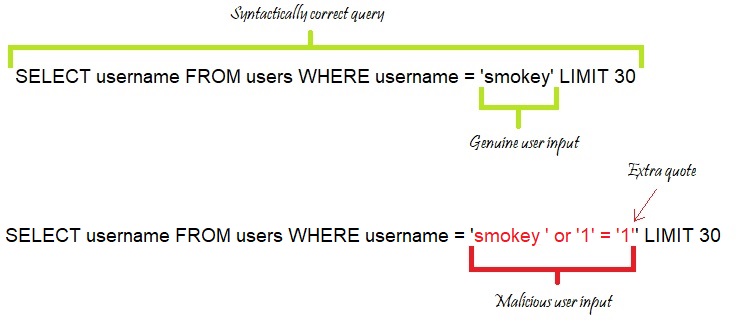 Syntactically correct query
SELECT username FROM users WHERE username = 'smokey' LIMIT 30
Genuine user input
Extra quote
SELECT username FROM users WHERE username = 'smokey ' or '1' = '1'' LIMIT 30
Malicious user input